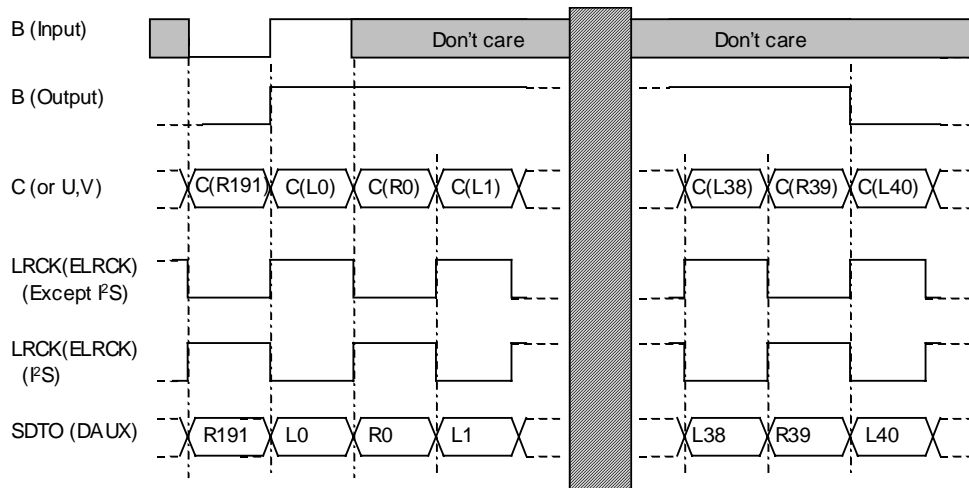 B (Input)
Don't care
Don't care
B (Output)
C (or U,V)
C(R191)
C(L0)
C(R0)
C(L1)
C(L38)
C(R39)
C(L40)
LRCK(ELRCK)
(Except I²S)
LRCK(ELRCK)
(I²S)
SDTO (DAUX)
R191
L0
R0
L1
L38
R39
L40